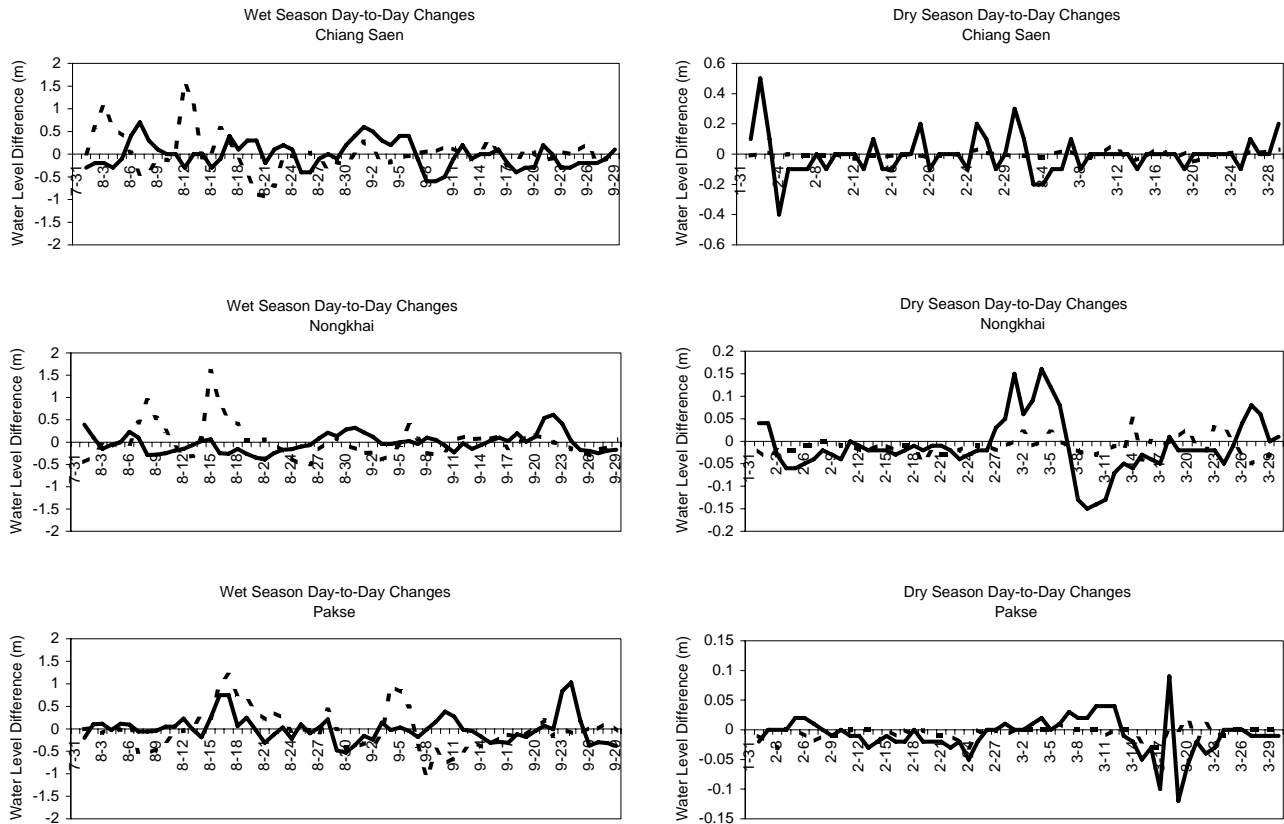 Wet Season Day-to-Day Changes
Chiang Saen
Water Level Difference (m)
2
1.5
1
0.5
0
-0.5
-1
-1.5
-2
7-31 8-3 8-6 8-9 8-12 8-15 8-18 8-21 8-24 8-27 8-30 9-2 9-5 9-8 9-11 9-14 9-17 9-20 9-23 9-26 9-29
Dry Season Day-to-Day Changes
Chiang Saen
Water Level Difference (m)
0.6
0.4
0.2
0
-0.2
-0.4
-0.6
1-31 2-4 2-8 2-12 2-16 2-20 2-24 2-28 3-4 3-8 3-12 3-16 3-20 3-24 3-28
Wet Season Day-to-Day Changes
Nongkhai
Water Level Difference (m)
2
1.5
1
0.5
0
-0.5
-1
-1.5
-2
7-31 8-3 8-6 8-9 8-12 8-15 8-18 8-21 8-24 8-27 8-30 9-2 9-5 9-8 9-11 9-14 9-17 9-20 9-23 9-26 9-29
Dry Season Day-to-Day Changes
Nongkhai
Water Level Difference (m)
0.2
0.15
0.1
0.05
0
-0.05
-0.1
-0.15
-0.2
1-31 2-3 2-6 2-9 2-12 2-15 2-18 2-21 2-24 2-27 3-2 3-5 3-8 3-11 3-14 3-17 3-20 3-23 3-26 3-29
Wet Season Day-to-Day Changes
Pakse
Water Level Difference (m)
2
1.5
1
0.5
0
-0.5
-1
-1.5
-2
7-31 8-3 8-6 8-9 8-12 8-15 8-18 8-21 8-24 8-27 8-30 9-2 9-5 9-8 9-11 9-14 9-17 9-20 9-23 9-26 9-29
Dry Season Day-to-Day Changes
Pakse
Water Level Difference (m)
0.15
0.1
0.05
0
-0.05
-0.1
-0.15
1-31 2-3 2-6 2-9 2-12 2-15 2-18 2-21 2-24 2-27 3-2 3-5 3-8 3-11 3-14 3-17 3-20 3-23 3-26 3-29